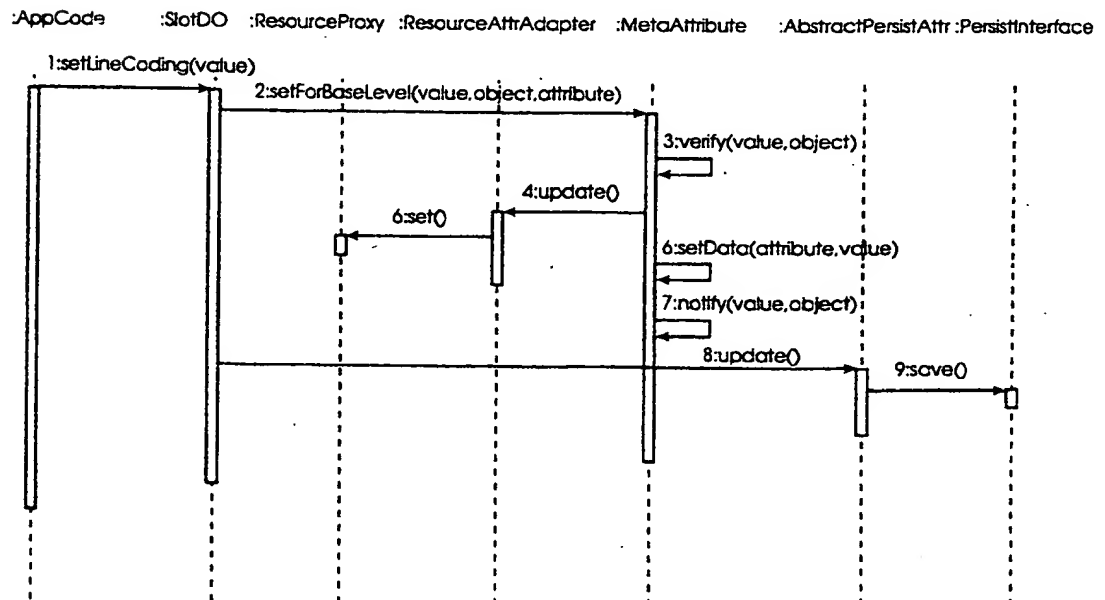 :AppCode :SlotDO :ResourceProxy :ResourceAttrAdapter :MetaAttribute :AbstractPersistAttr :PersistInterface
1:setLineCoding(value)
2:setForBaseLevel(value,object,attribute)
3:verify(value,object)
4:update()
6:set()
6:setData(attribute,value)
7:notify(value,object)
8:update()
9:save()